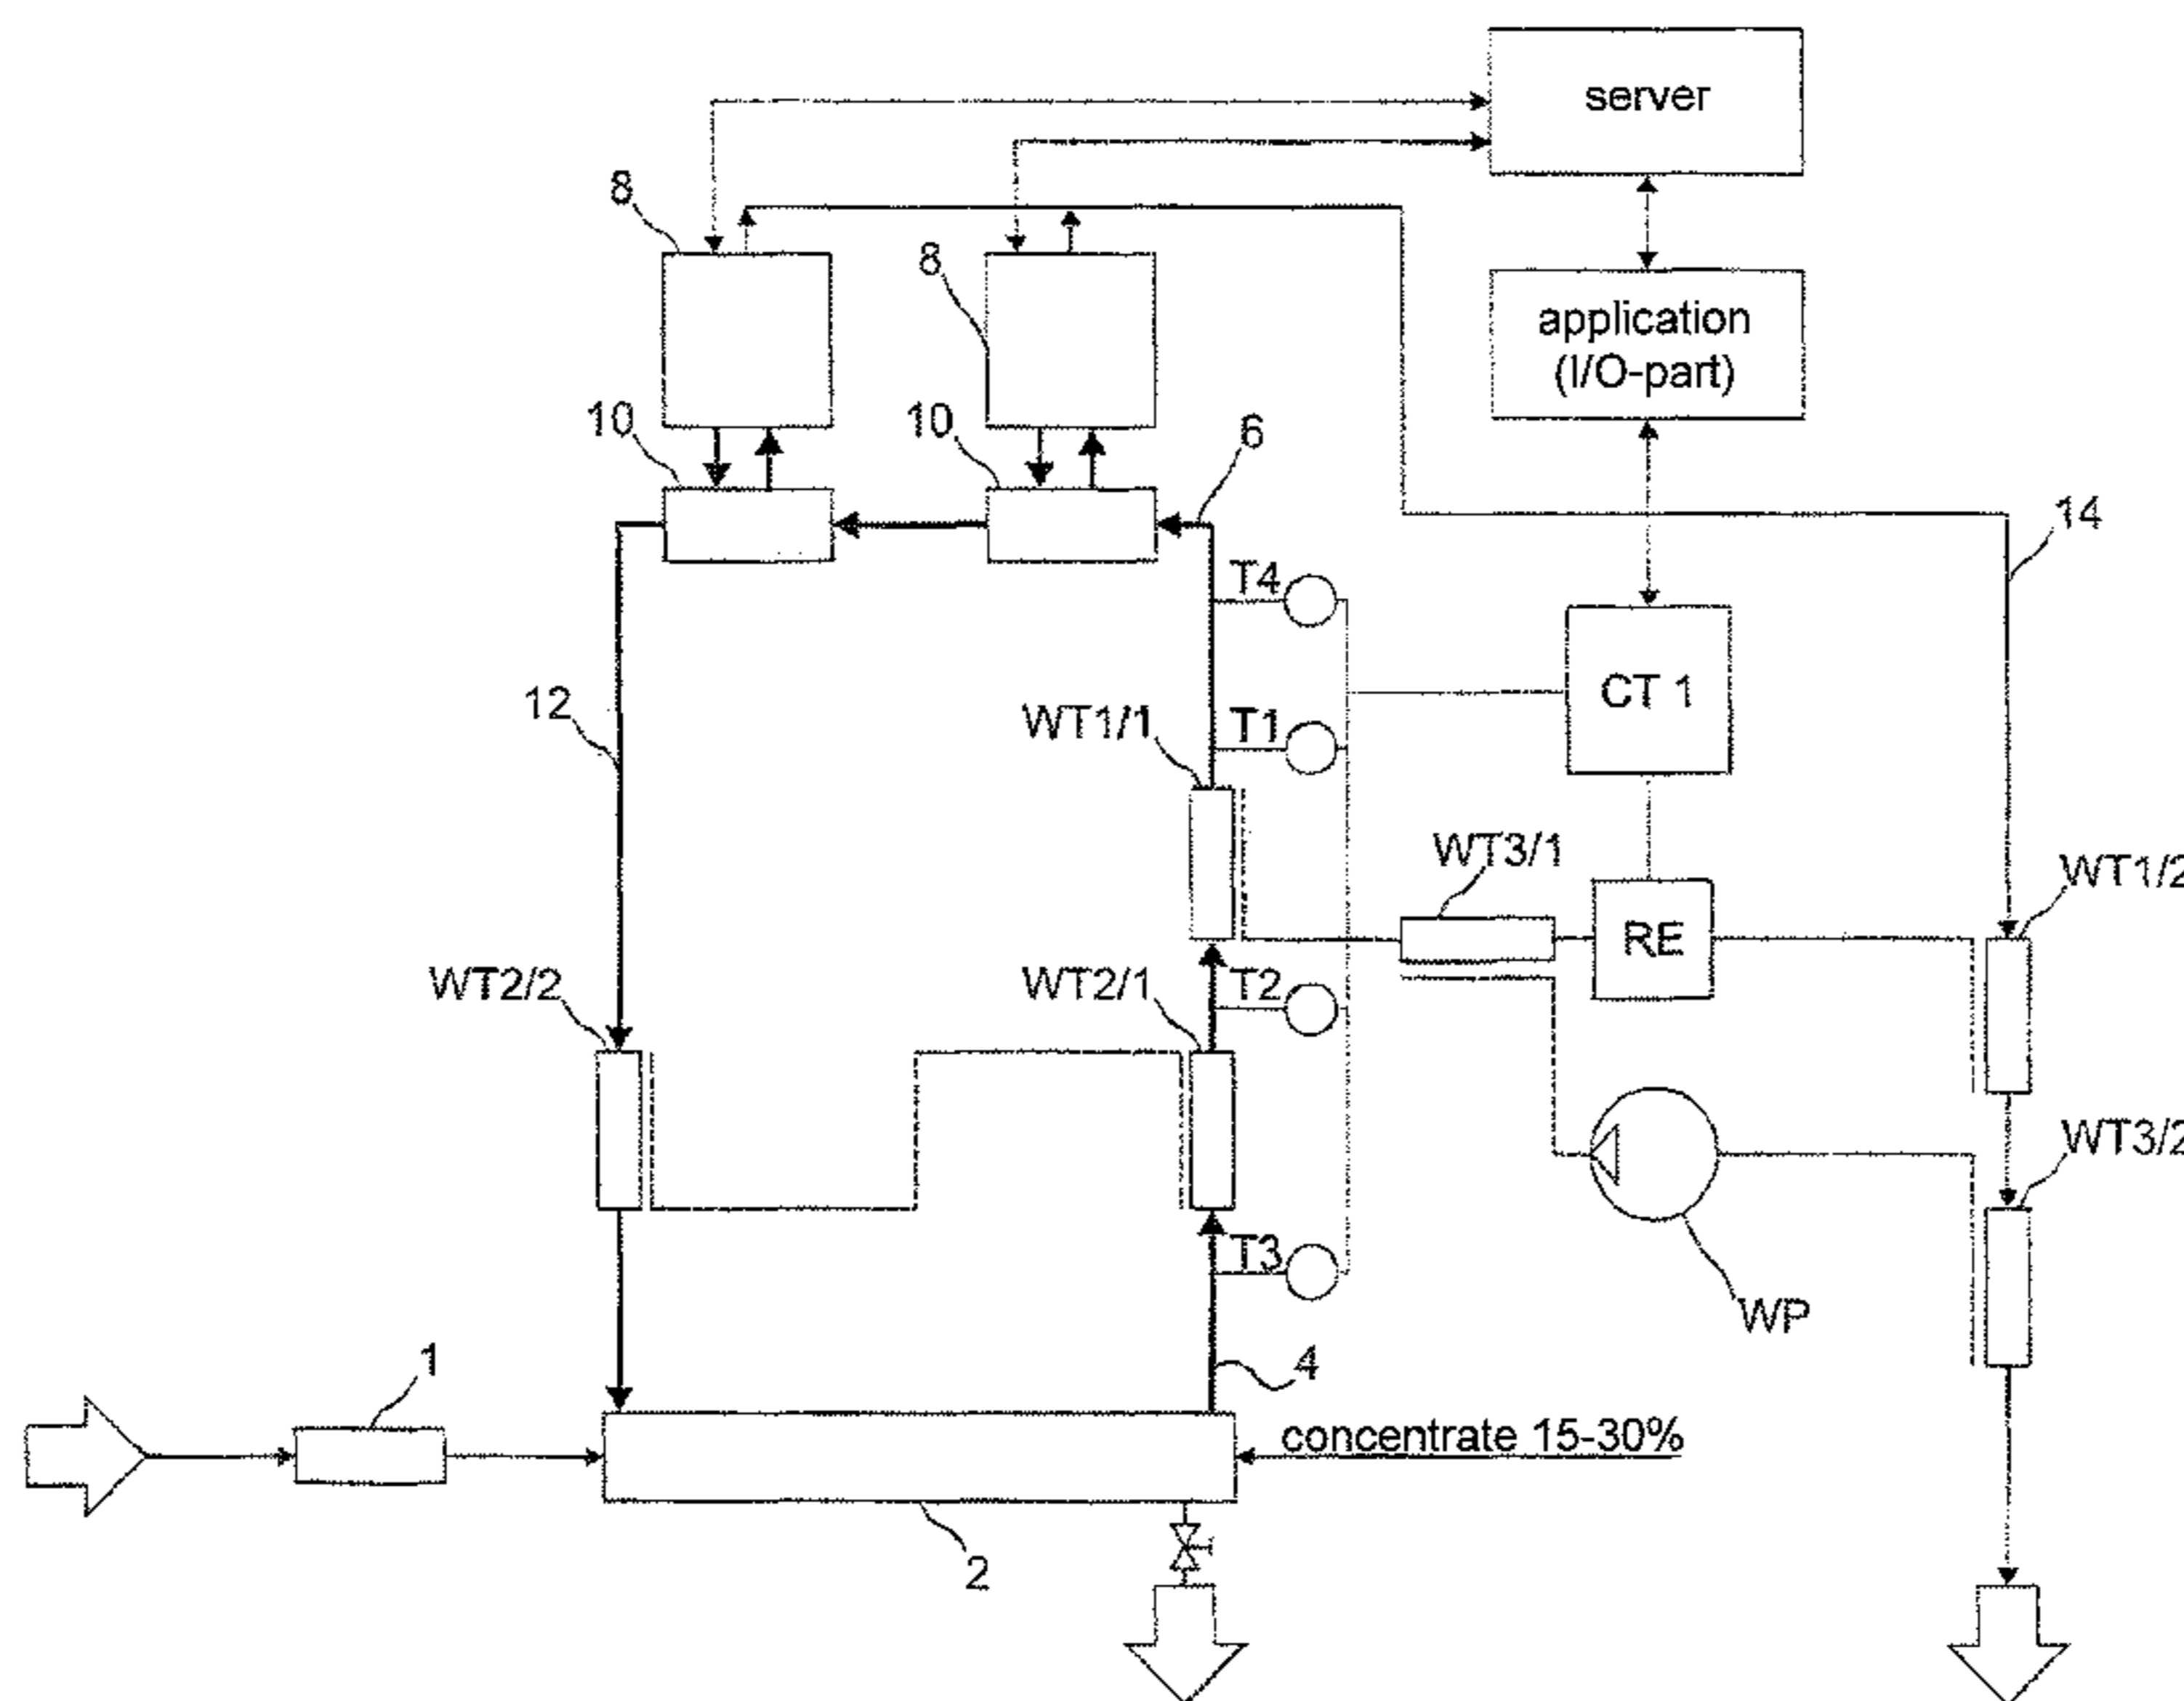 server
8
8
application
(I/O-part)
10
10
6
14
T4
CT 1
12
WT1/1
T1
WT3/1
WT1/2
RE
WT2/2
WT2/1
T2
WT3/2
T3
WP
1
4
concentrate 15-30%
2